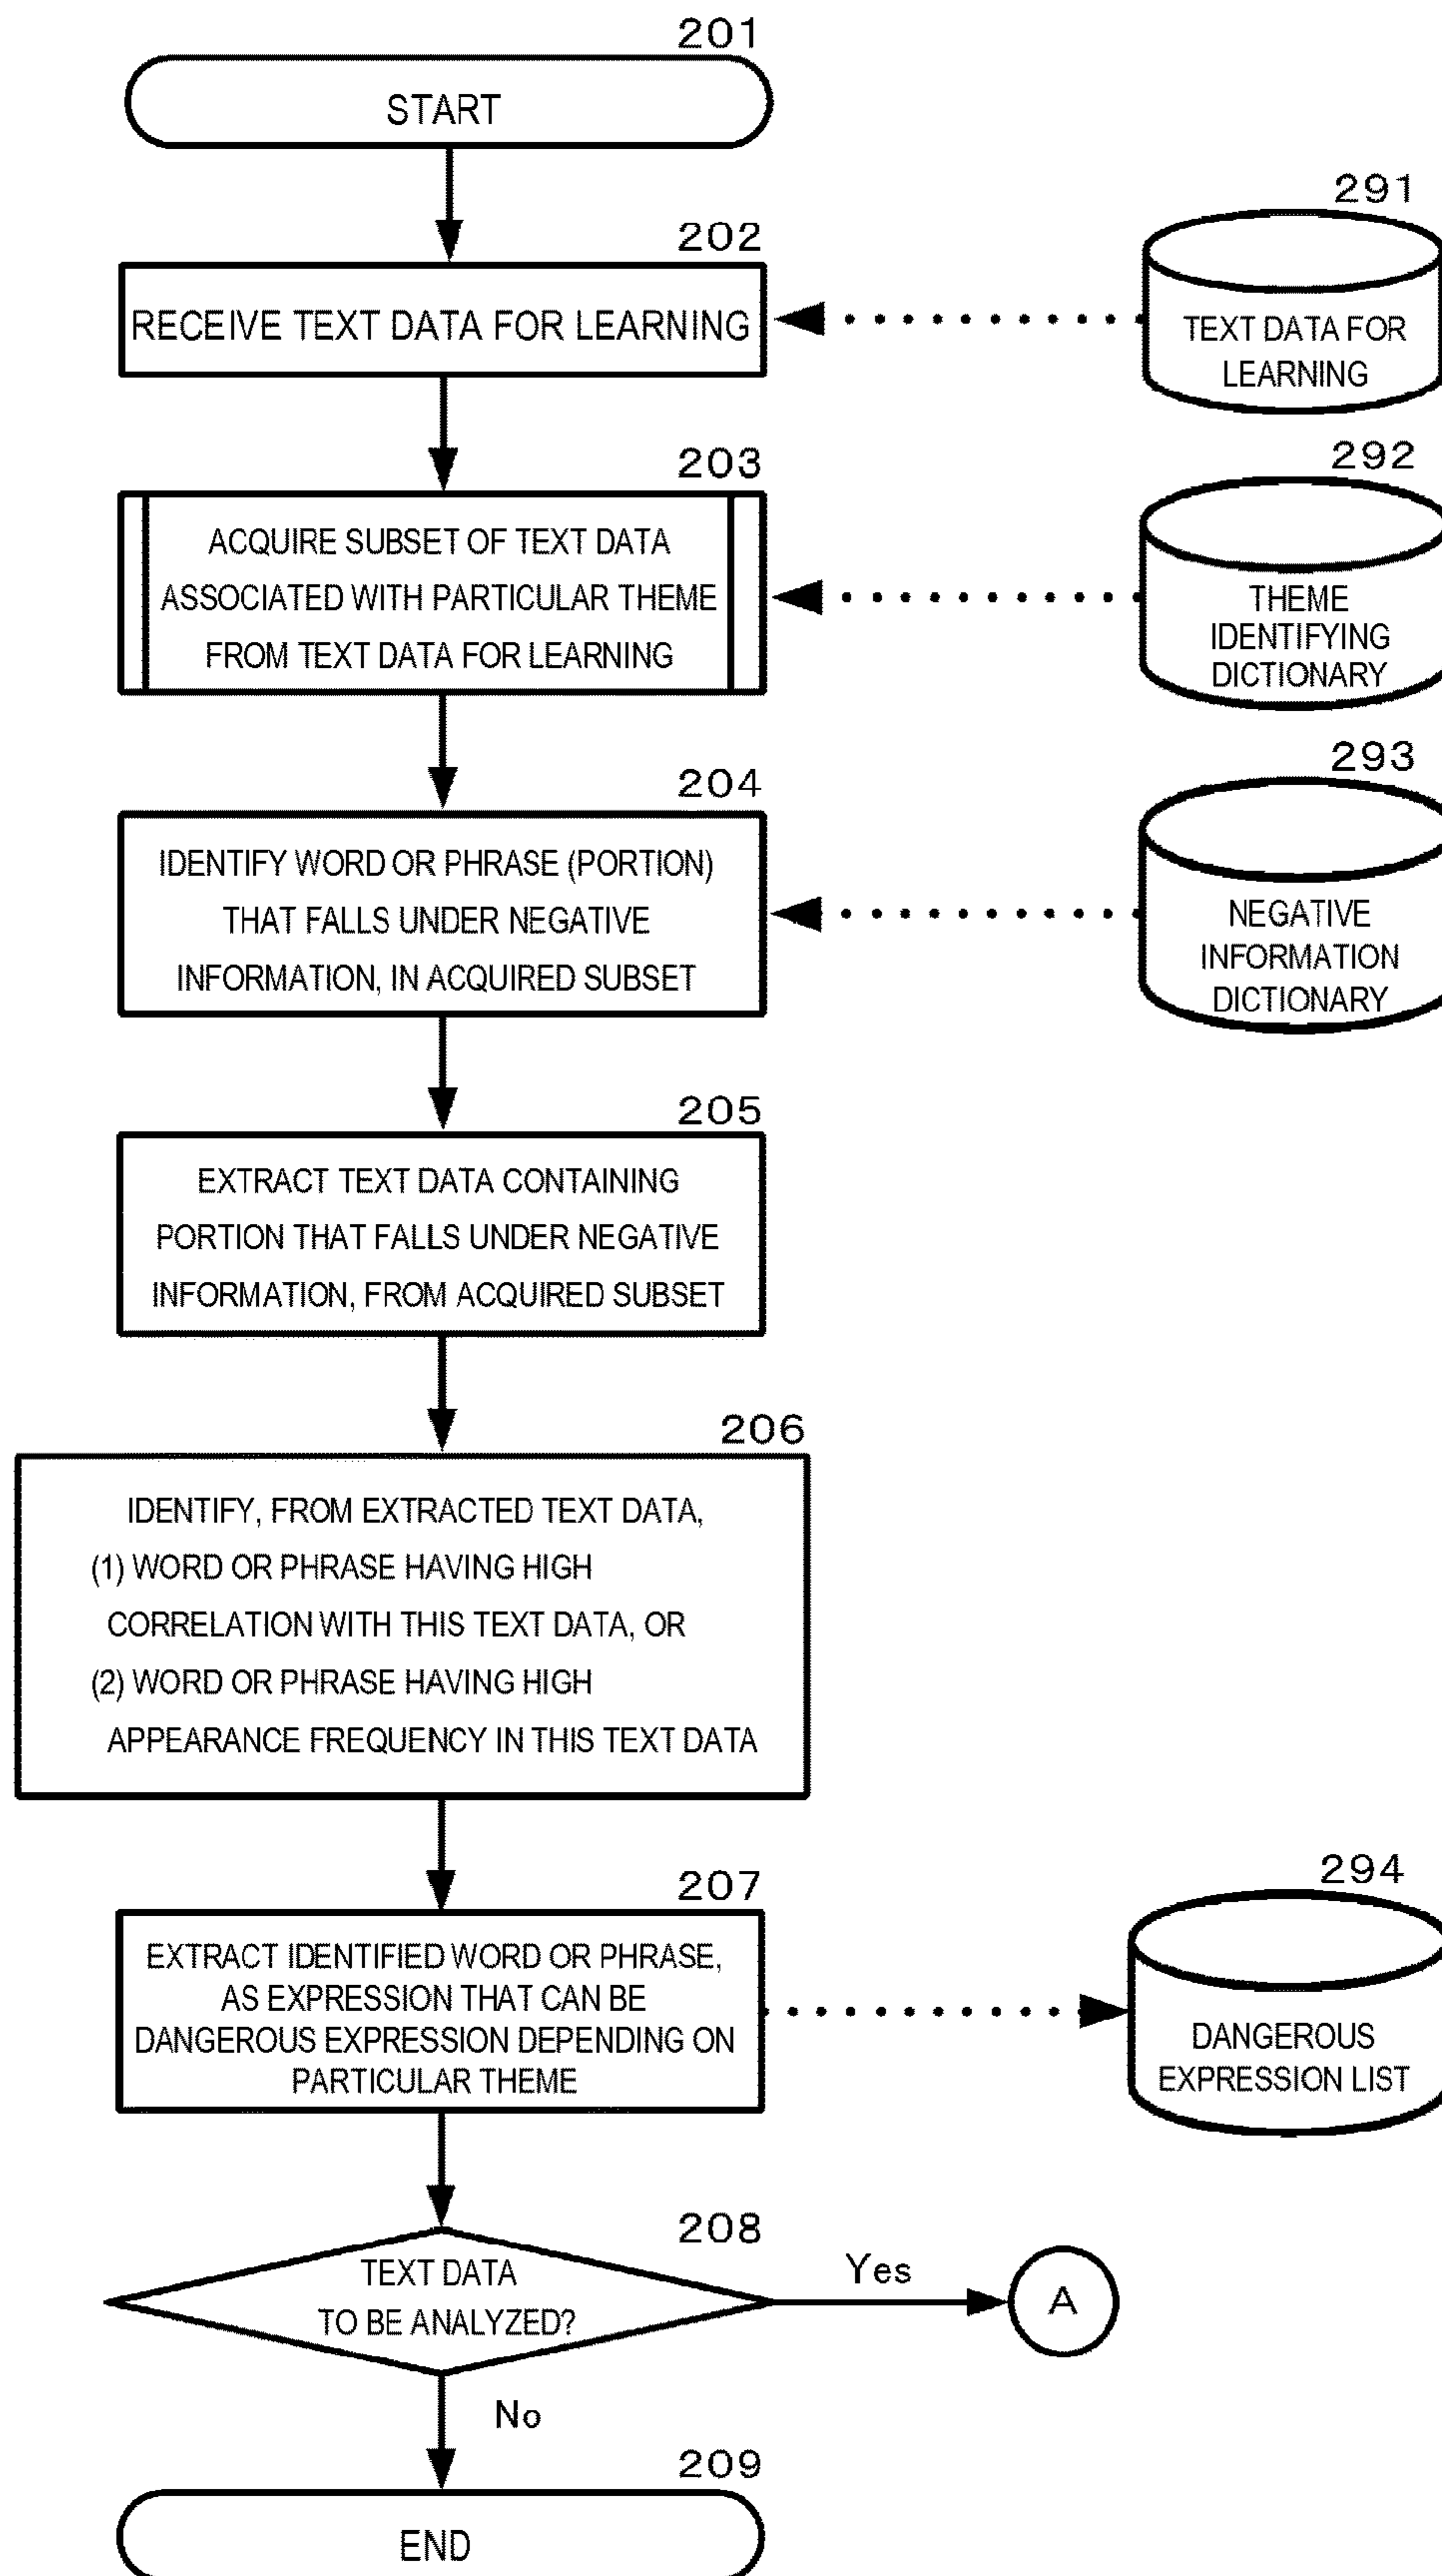 201
START
202
RECEIVE TEXT DATA FOR LEARNING
291
TEXT DATA FOR
LEARNING
203
ACQUIRE SUBSET OF TEXT DATA
ASSOCIATED WITH PARTICULAR THEME
FROM TEXT DATA FOR LEARNING
292
THEME
IDENTIFYING
DICTIONARY
204
IDENTIFY WORD OR PHRASE (PORTION)
THAT FALLS UNDER NEGATIVE
INFORMATION, IN ACQUIRED SUBSET
293
NEGATIVE
INFORMATION
DICTIONARY
205
EXTRACT TEXT DATA CONTAINING
PORTION THAT FALLS UNDER NEGATIVE
INFORMATION, FROM ACQUIRED SUBSET
206
IDENTIFY, FROM EXTRACTED TEXT DATA,
(1) WORD OR PHRASE HAVING HIGH
CORRELATION WITH THIS TEXT DATA, OR
(2) WORD OR PHRASE HAVING HIGH
APPEARANCE FREQUENCY IN THIS TEXT DATA
207
EXTRACT IDENTIFIED WORD OR PHRASE,
AS EXPRESSION THAT CAN BE
DANGEROUS EXPRESSION DEPENDING ON
PARTICULAR THEME
294
DANGEROUS
EXPRESSION LIST
208
TEXT DATA
TO BE ANALYZED?
Yes
A
No
209
END